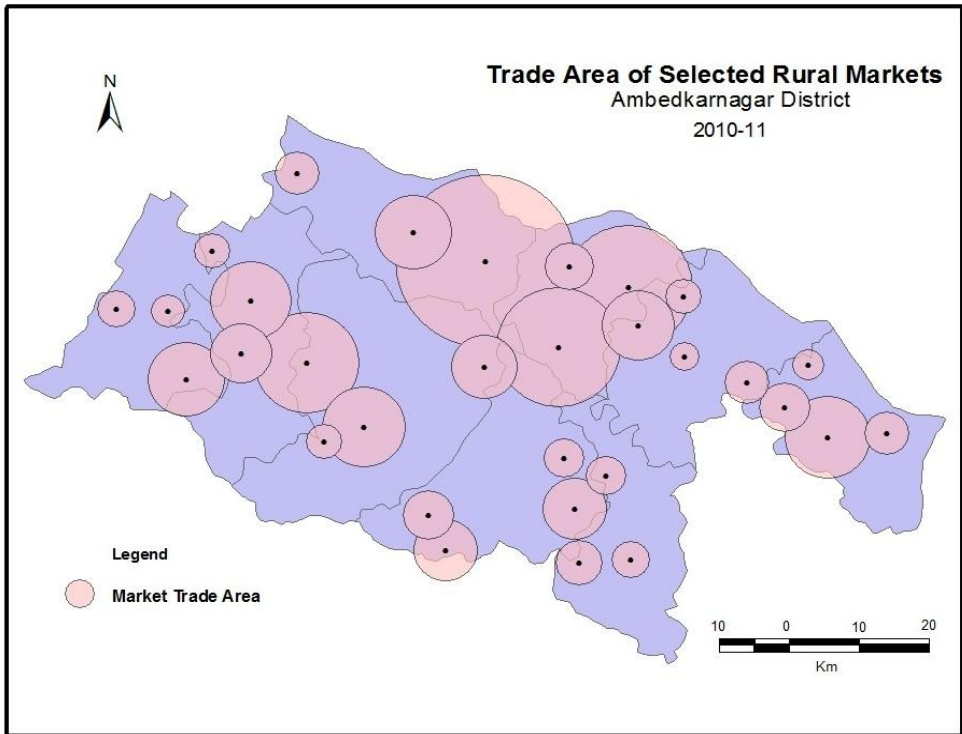 Trade Area of Selected Rural Markets
Ambedkarnagar District
2010-11
N
Legend
Market Trade Area
10 0 10 20
Km